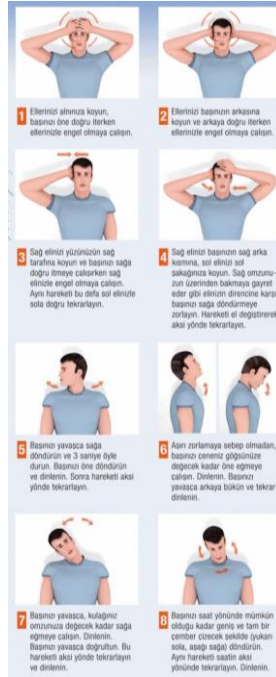 1 Ellerinizi alnınıza koyun,
başınızı öne doğru iterken
ellerinizle engel olmaya çalışın.
2 Ellerinizi başınızın arkasına
koyun ve arkaya doğru iterken
ellerinizle engel olmaya çalışın.
3 Sağ elinizi yüzünüzün sağ
tarafına koyun ve başınızı sağa
doğru itmeye çalışırken sağ
elinizle engel olmaya çalışın.
Aynı hareketi bu defa sol elinizle
sola doğru tekrarlayın.
4 Sağ elinizi başınızın sağ arka
kısmına, sol elinizi sol
şakağınıza koyun. Sağ omzunu-
zun üzerinden bakmaya gayret
eder gibi elinizin direncine karşı
başınızı sağa döndürmeye
zorlayın. Hareketi el değiştirerek
aksi yönde tekrarlayın.
5 Başınızı yavaşça sağa
döndürün ve 3 saniye öyle
durun. Başınızı öne döndürün
ve dinlenin. Sonra hareketi aksi
yönde tekrarlayın.
6 Aşırı zorlamaya sebep olmadan,
başınızı çeneniz göğsünüze
değecek kadar öne eğmeye
çalışın. Dinlenin. Başınızı
yavaşça arkaya bükün ve tekrar
dinlenin.
7 Başınızı yavaşça, kulağınız
omzunuza değecek kadar sağa
eğmeye çalışın. Dinlenin.
Başınızı yavaşça doğrultun. Bu
hareketi aksi yönde tekrarlayın
ve dinlenin.
8 Başınızı saat yönünde mümkün
olduğu kadar geniş ve tam bir
çember çizecek şekilde (yukarı
sola, aşağı sağa) döndürün.
Aynı hareketi saatin aksi
yönünde tekrarlayın. Dinlenin.